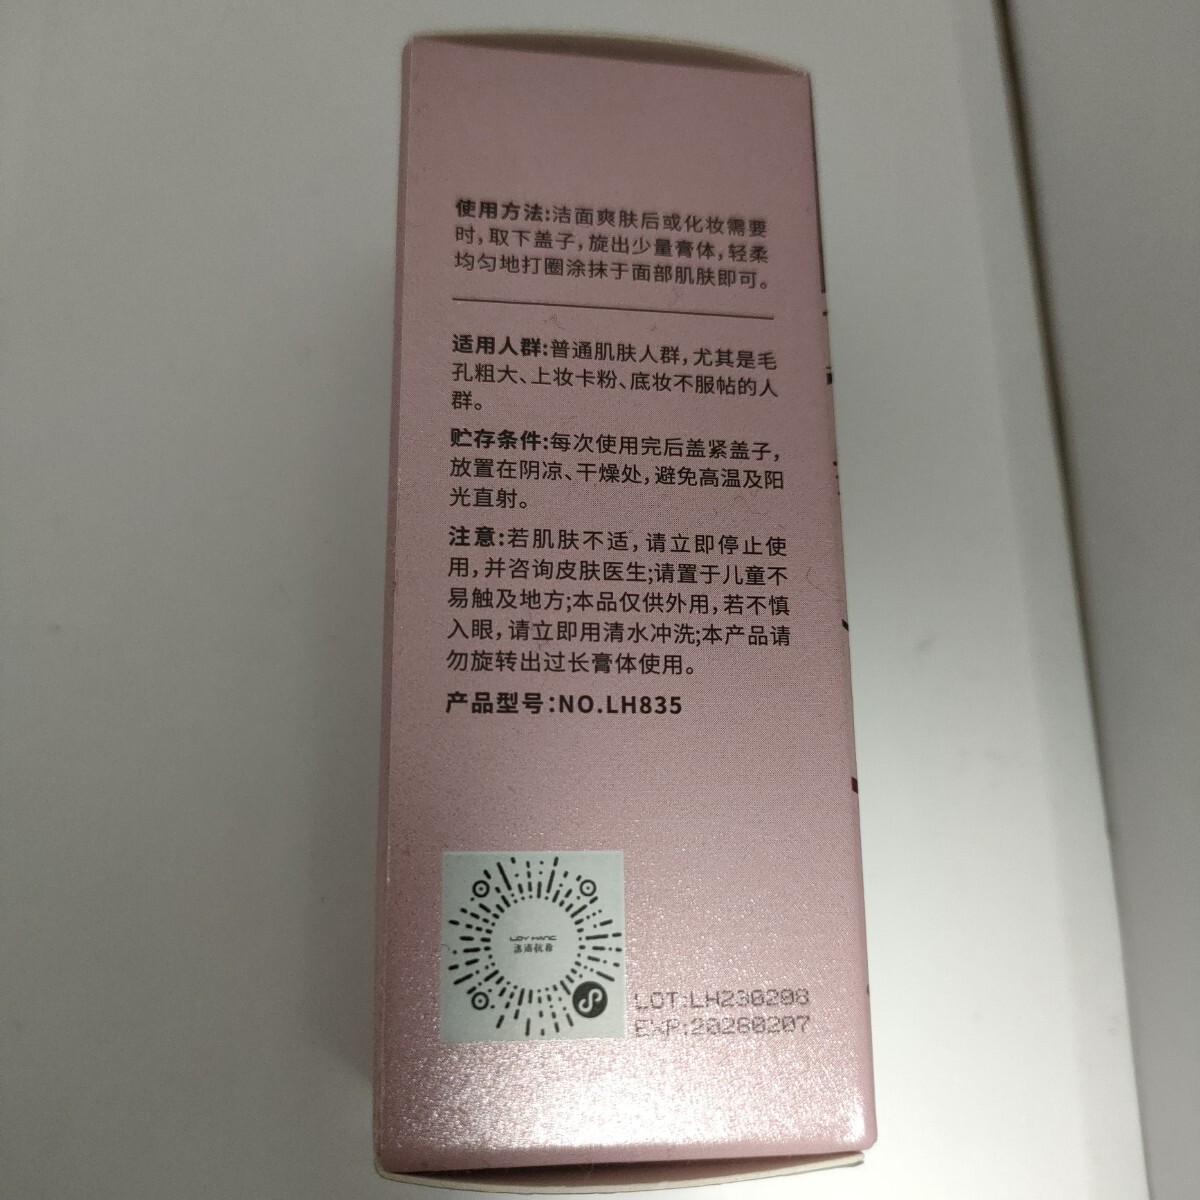 使用方法:洁面爽肤后或化妆需要
时,取下盖子,旋出少量膏体,轻柔
均匀地打圈涂抹于面部肌肤即可。
适用人群:普通肌肤人群,尤其是毛
孔粗大、上妆卡粉、底妆不服帖的人
群。
贮存条件:每次使用完后盖紧盖子,
放置在阴凉、干燥处,避免高温及阳
光直射。
注意:若肌肤不适,请立即停止使
用,并咨询皮肤医生;请置于儿童不
易触及地方;本品仅供外用,若不慎
入眼,请立即用清水冲洗;本产品请
勿旋转出过长膏体使用。
产品型号:NO.LH835
LOT:LH230208
EXP:20260207